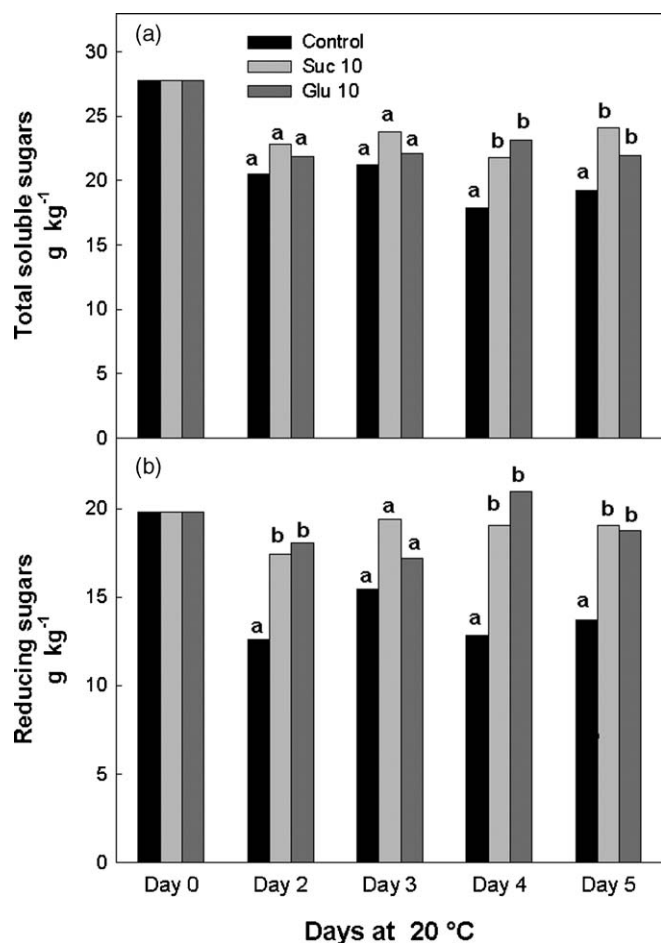 (a)
Control
Suc 10
Glu 10
Total soluble sugars
g kg-1
30
25
20
15
10
5
0
a a a
a a a
a b b
a b b
(b)
Reducing sugars
g kg-1
20
15
10
5
0
a b b
a a a
a b b
a b b
Day 0 Day 2 Day 3 Day 4 Day 5
Days at 20 °C